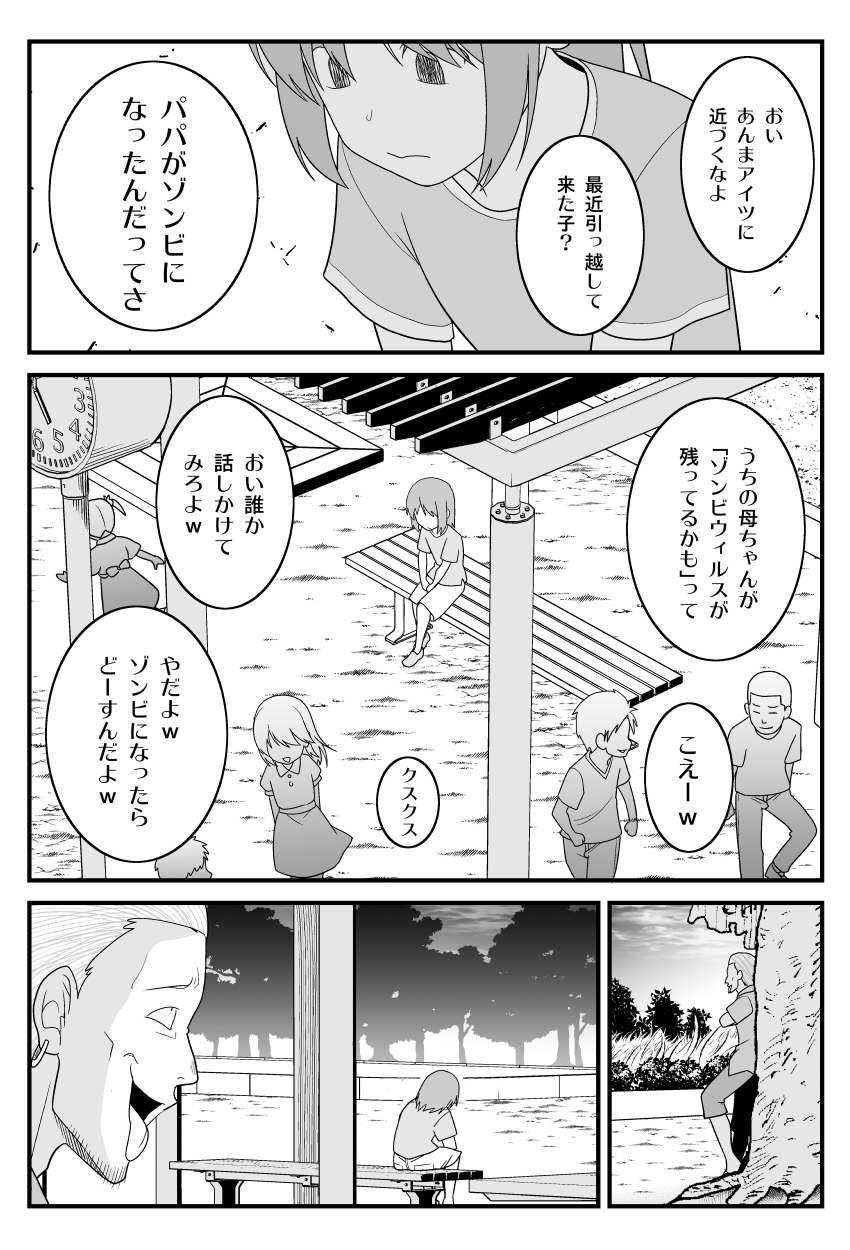 おい
あんまアイツに
近づくなよ
最近引っ越して
来た子?
パパがゾンビに
なったんだってさ
うちの母ちゃんが
「ゾンビウィルスが
残ってるかも」って
こえーw
おい誰か
話しかけて
みろよw
クスクス
やだよw
ゾンビになったら
どーすんだよw
3
4
5
6